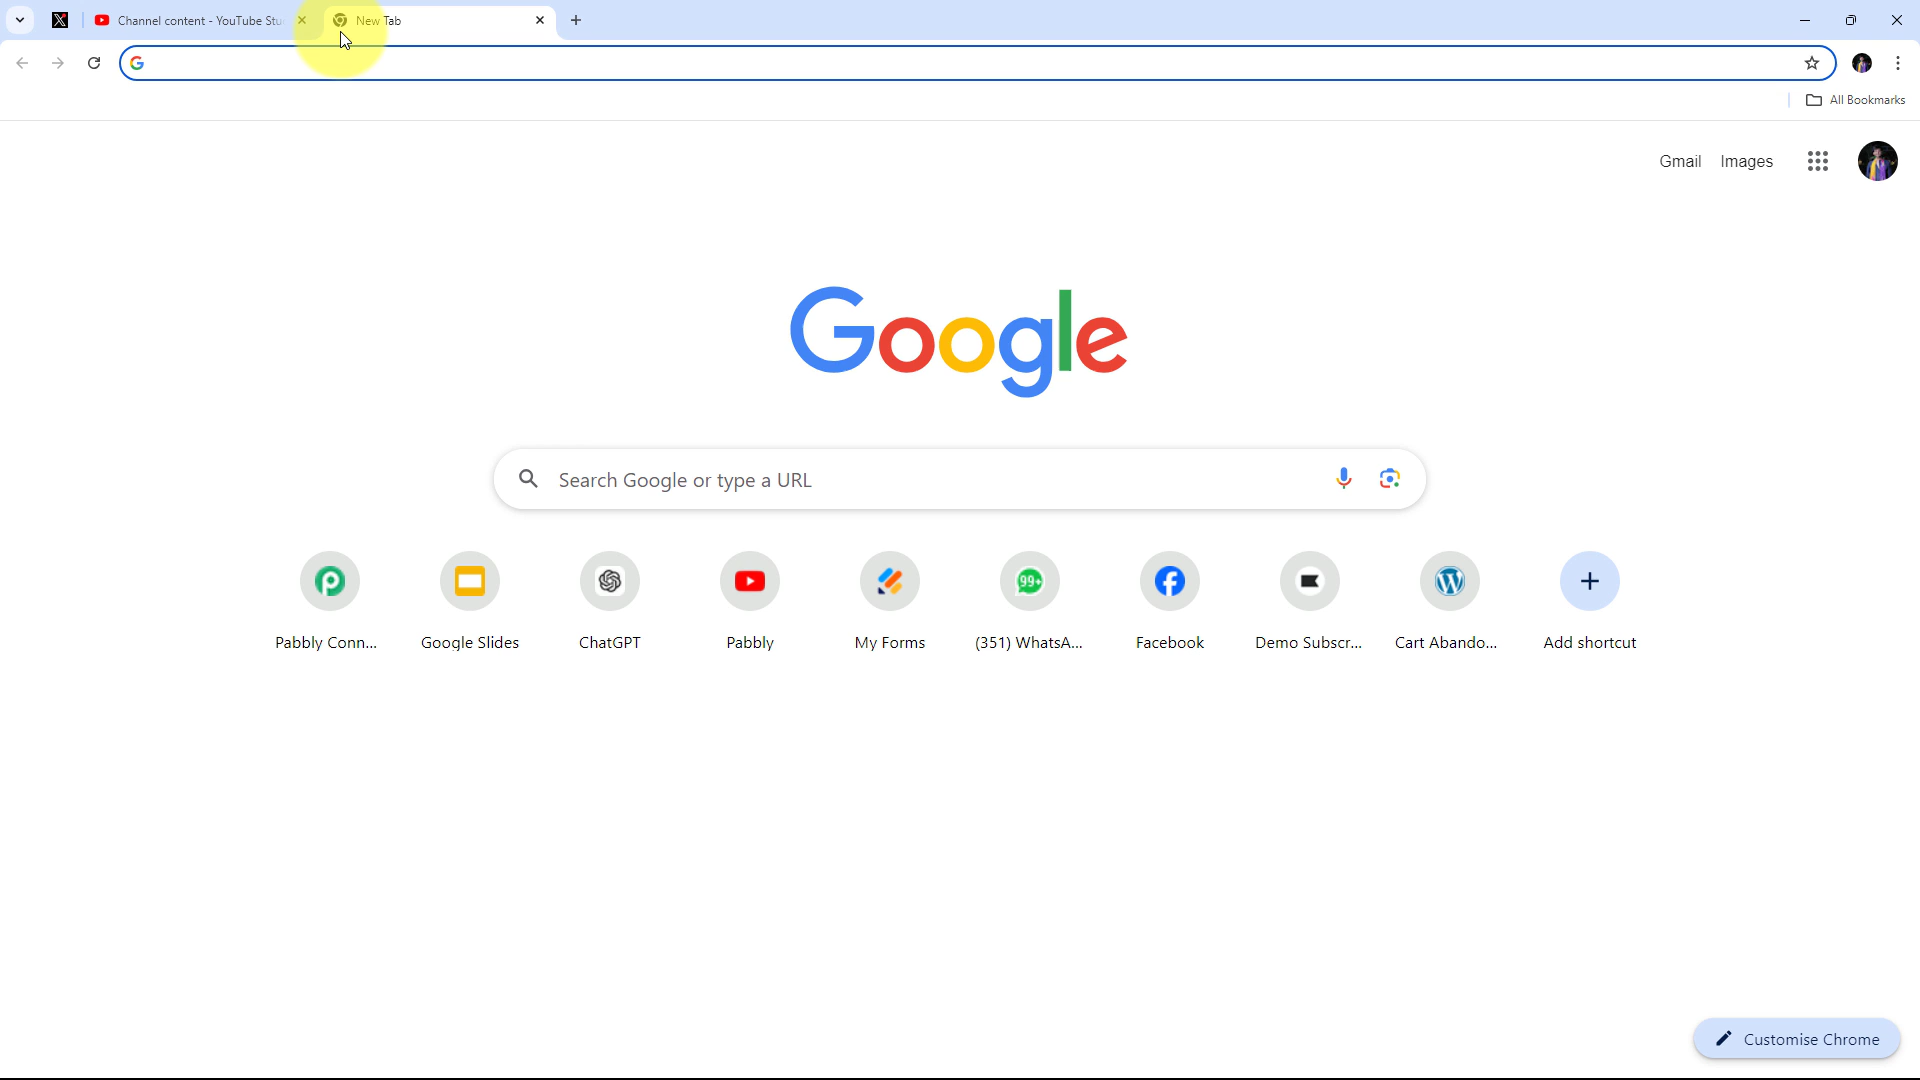 Channel content - YouTube Stu
New Tab
All Bookmarks
Gmail Images
Google
Search Google or type a URL
99+
Pabbly Conn... Google Slides ChatGPT Pabbly My Forms (351) WhatsA... Facebook Demo Subscr... Cart Abando... Add shortcut
Customise Chrome